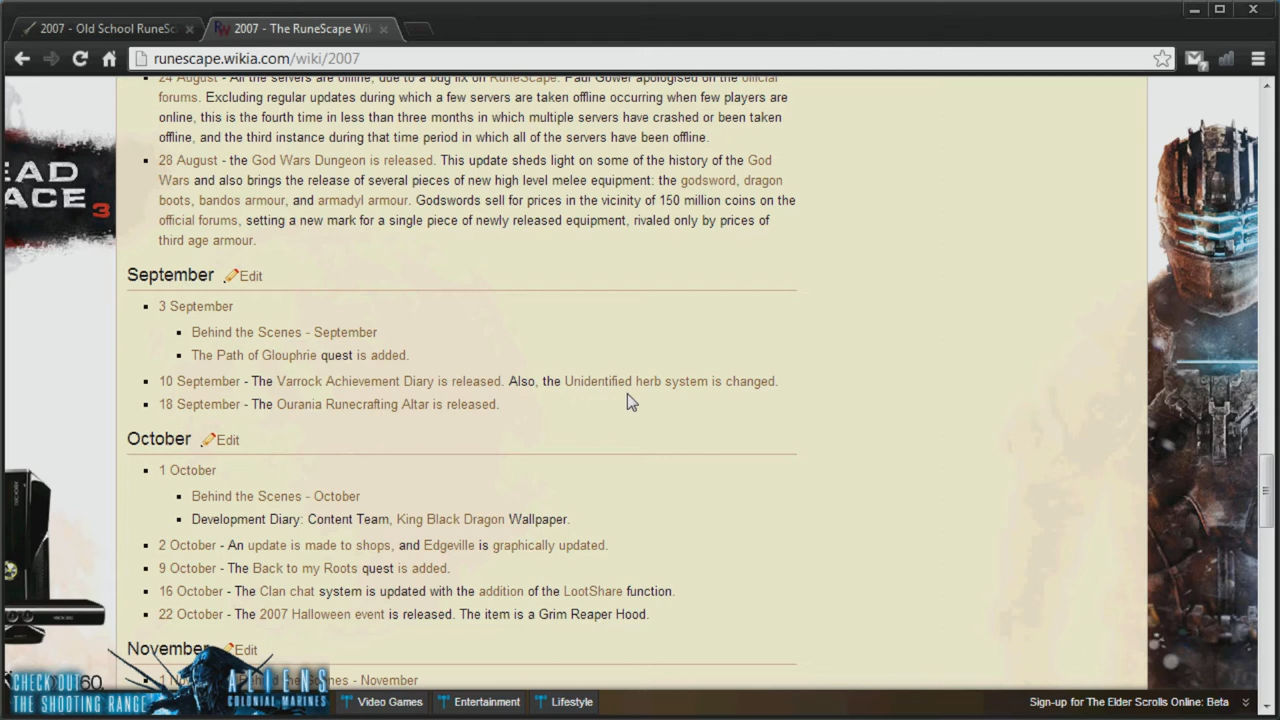 2007 - Old School RuneSc
2007 - The RuneScape Wi
runescape.wikia.com/wiki/2007
24 August - All the servers are offline, due to a bug fix on RuneScape. Paul Gower apologised on the official
forums. Excluding regular updates during which a few servers are taken offline occurring when few players are
online, this is the fourth time in less than three months in which multiple servers have crashed or been taken
offline, and the third instance during that time period in which all of the servers have been offline.
28 August - the God Wars Dungeon is released. This update sheds light on some of the history of the God
Wars and also brings the release of several pieces of new high level melee equipment: the godsword, dragon
boots, bandos armour, and armadyl armour. Godswords sell for prices in the vicinity of 150 million coins on the
official forums, setting a new mark for a single piece of newly released equipment, rivaled only by prices of
third age armour.
EAD
ACE 3
September Edit
3 September
Behind the Scenes - September
The Path of Glouphrie quest is added.
10 September - The Varrock Achievement Diary is released. Also, the Unidentified herb system is changed.
18 September - The Ourania Runecrafting Altar is released.
October Edit
1 October
Behind the Scenes - October
Development Diary: Content Team, King Black Dragon Wallpaper.
2 October - An update is made to shops, and Edgeville is graphically updated.
9 October - The Back to my Roots quest is added.
16 October - The Clan chat system is updated with the addition of the LootShare function.
22 October - The 2007 Halloween event is released. The item is a Grim Reaper Hood.
November Edit
Scenes - November
CHECK OUT
THE SHOOTING RANGE
60.
ALIENS
COLONIAL MARINES
Video Games
Entertainment
Lifestyle
Sign-up for The Elder Scrolls Online: Beta